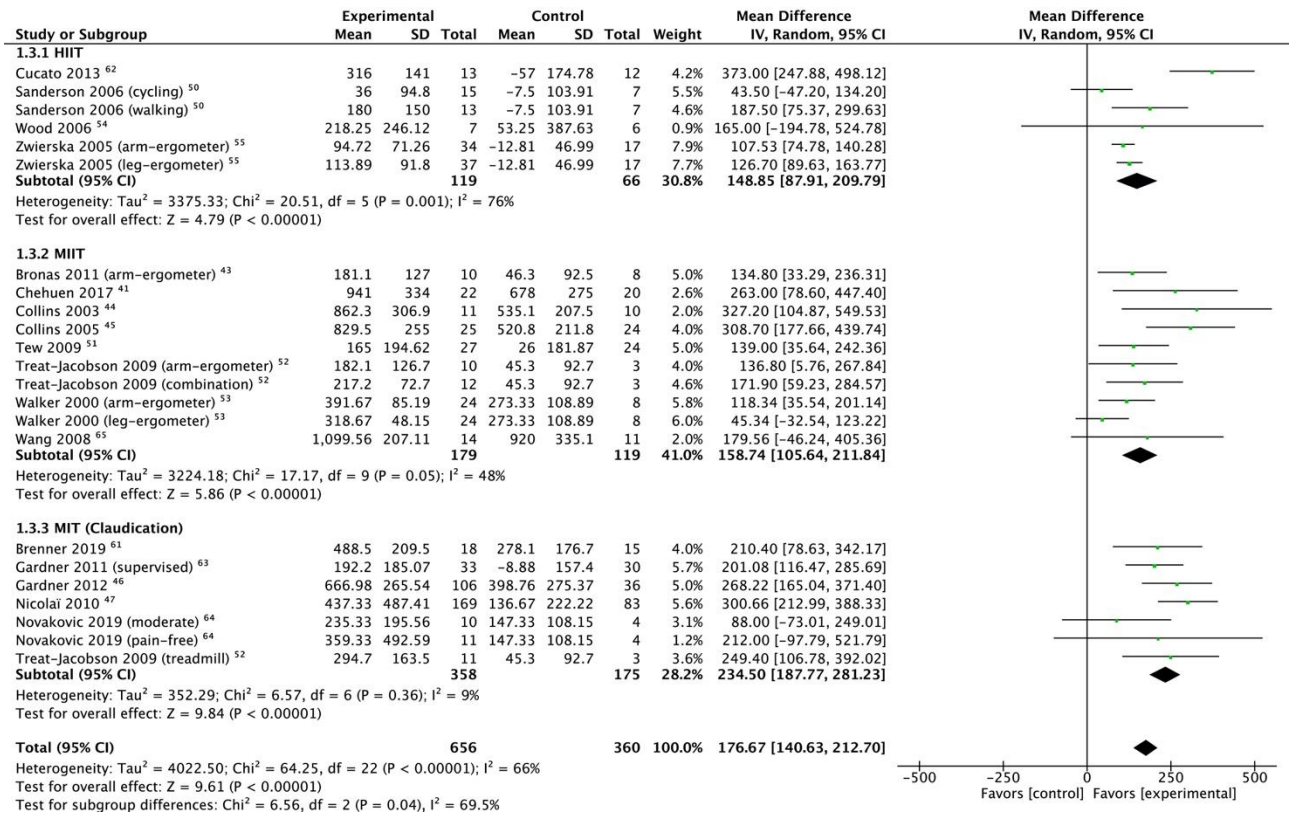 Experimental Control Mean Difference Mean Difference
Study or Subgroup Mean SD Total Mean SD Total Weight IV, Random, 95% CI IV, Random, 95% CI
1.3.1 HIIT
Cucato 2013 62 316 141 13 -57 174.78 12 4.2% 373.00 [247.88, 498.12]
Sanderson 2006 (cycling) 50 36 94.8 15 -7.5 103.91 7 5.5% 43.50 [-47.20, 134.20]
Sanderson 2006 (walking) 50 180 150 13 -7.5 103.91 7 4.6% 187.50 [75.37, 299.63]
Wood 2006 54 218.25 246.12 7 53.25 387.63 6 0.9% 165.00 [-194.78, 524.78]
Zwierska 2005 (arm-ergometer) 55 94.72 71.26 34 -12.81 46.99 17 7.9% 107.53 [74.78, 140.28]
Zwierska 2005 (leg-ergometer) 55 113.89 91.8 37 -12.81 46.99 17 7.7% 126.70 [89.63, 163.77]
Subtotal (95% CI) 119 66 30.8% 148.85 [87.91, 209.79]
Heterogeneity: Tau² = 3375.33; Chi² = 20.51, df = 5 (P = 0.001); I² = 76%
Test for overall effect: Z = 4.79 (P < 0.00001)
1.3.2 MIIT
Bronas 2011 (arm-ergometer) 43 181.1 127 10 46.3 92.5 8 5.0% 134.80 [33.29, 236.31]
Chehuen 2017 41 941 334 22 678 275 20 2.6% 263.00 [78.60, 447.40]
Collins 2003 44 862.3 306.9 11 535.1 207.5 10 2.0% 327.20 [104.87, 549.53]
Collins 2005 45 829.5 255 25 520.8 211.8 24 4.0% 308.70 [177.66, 439.74]
Tew 2009 51 165 194.62 27 26 181.87 24 5.0% 139.00 [35.64, 242.36]
Treat-Jacobson 2009 (arm-ergometer) 52 182.1 126.7 10 45.3 92.7 3 4.0% 136.80 [5.76, 267.84]
Treat-Jacobson 2009 (combination) 52 217.2 72.7 12 45.3 92.7 3 4.6% 171.90 [59.23, 284.57]
Walker 2000 (arm-ergometer) 53 391.67 85.19 24 273.33 108.89 8 5.8% 118.34 [35.54, 201.14]
Walker 2000 (leg-ergometer) 53 318.67 48.15 24 273.33 108.89 8 6.0% 45.34 [-32.54, 123.22]
Wang 2008 65 1,099.56 207.11 14 920 335.1 11 2.0% 179.56 [-46.24, 405.36]
Subtotal (95% CI) 179 119 41.0% 158.74 [105.64, 211.84]
Heterogeneity: Tau² = 3224.18; Chi² = 17.17, df = 9 (P = 0.05); I² = 48%
Test for overall effect: Z = 5.86 (P < 0.00001)
1.3.3 MIT (Claudication)
Brenner 2019 61 488.5 209.5 18 278.1 176.7 15 4.0% 210.40 [78.63, 342.17]
Gardner 2011 (supervised) 63 192.2 185.07 33 -8.88 157.4 30 5.7% 201.08 [116.47, 285.69]
Gardner 2012 46 666.98 265.54 106 398.76 275.37 36 5.0% 268.22 [165.04, 371.40]
Nicolaï 2010 47 437.33 487.41 169 136.67 222.22 83 5.6% 300.66 [212.99, 388.33]
Novakovic 2019 (moderate) 64 235.33 195.56 10 147.33 108.15 4 3.1% 88.00 [-73.01, 249.01]
Novakovic 2019 (pain-free) 64 359.33 492.59 11 147.33 108.15 4 1.2% 212.00 [-97.79, 521.79]
Treat-Jacobson 2009 (treadmill) 52 294.7 163.5 11 45.3 92.7 3 3.6% 249.40 [106.78, 392.02]
Subtotal (95% CI) 358 175 28.2% 234.50 [187.77, 281.23]
Heterogeneity: Tau² = 352.29; Chi² = 6.57, df = 6 (P = 0.36); I² = 9%
Test for overall effect: Z = 9.84 (P < 0.00001)
Total (95% CI) 656 360 100.0% 176.67 [140.63, 212.70]
Heterogeneity: Tau² = 4022.50; Chi² = 64.25, df = 22 (P < 0.00001); I² = 66%
Test for overall effect: Z = 9.61 (P < 0.00001)
Test for subgroup differences: Chi² = 6.56, df = 2 (P = 0.04), I² = 69.5%
-500 -250 0 250 500
Favors [control] Favors [experimental]